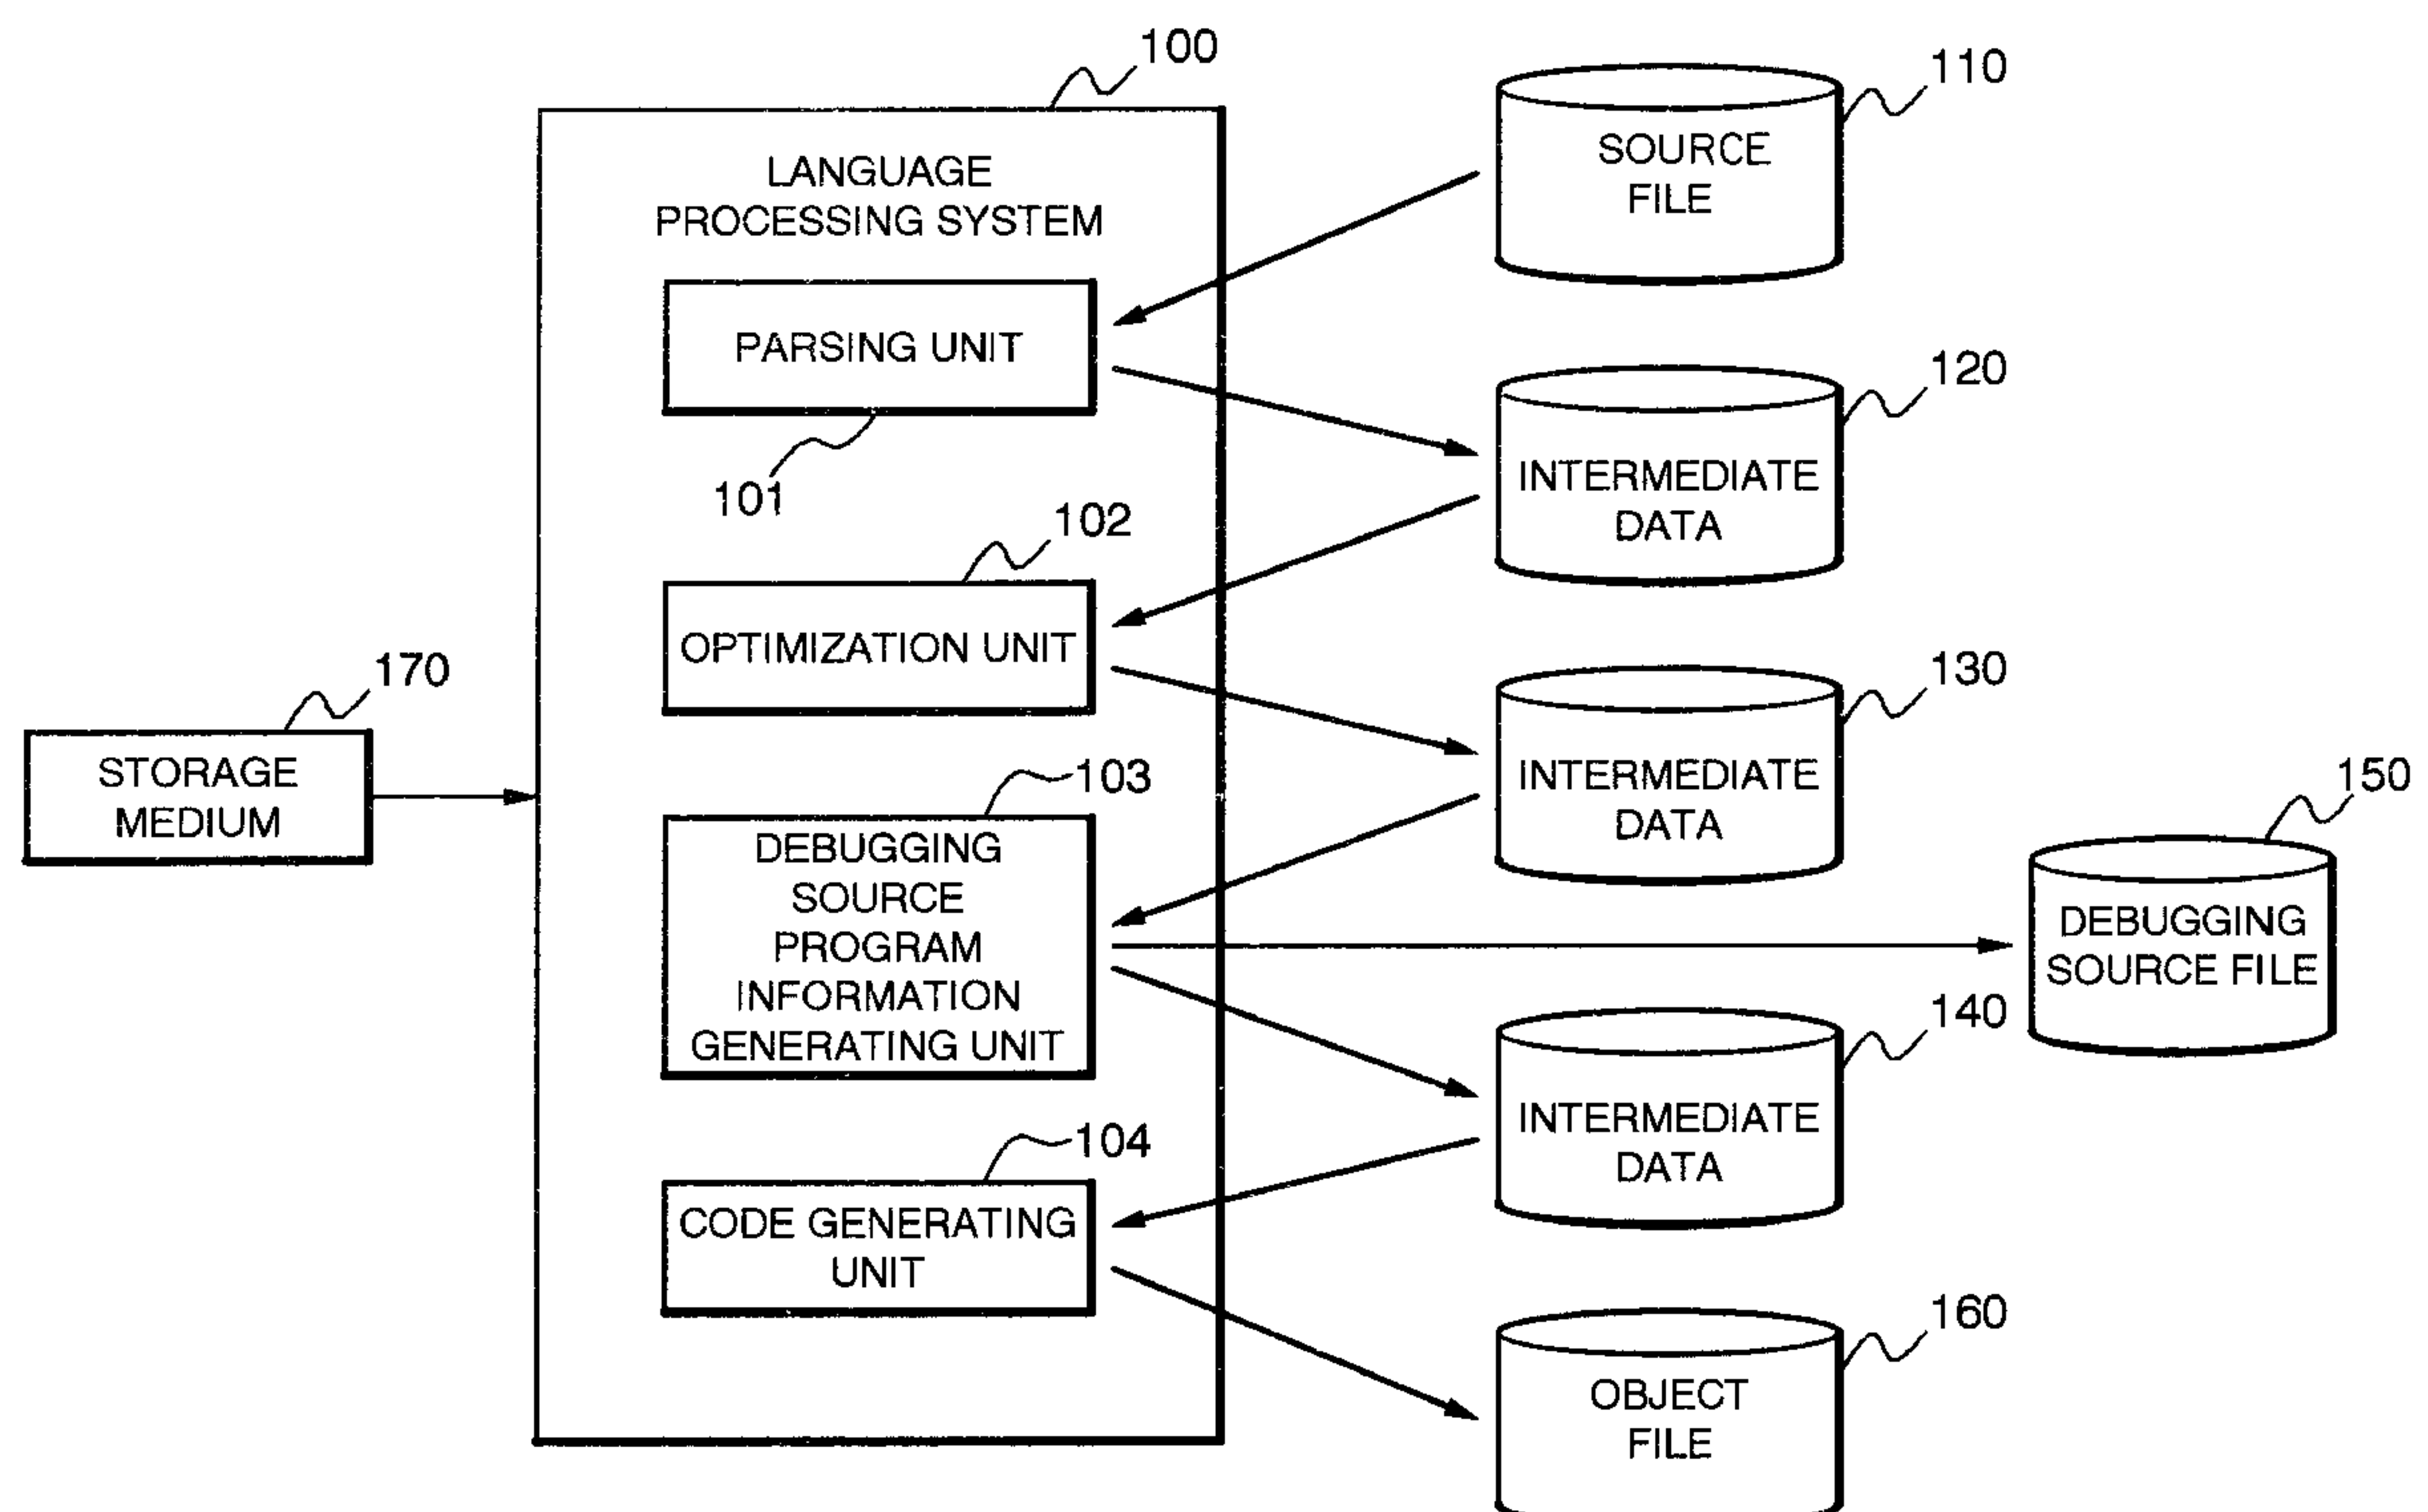 100
110
LANGUAGE
PROCESSING SYSTEM
SOURCE
FILE
PARSING UNIT
101
120
INTERMEDIATE
DATA
102
OPTIMIZATION UNIT
130
INTERMEDIATE
DATA
170
STORAGE
MEDIUM
103
DEBUGGING
SOURCE
PROGRAM
INFORMATION
GENERATING UNIT
150
DEBUGGING
SOURCE FILE
140
INTERMEDIATE
DATA
104
CODE GENERATING
UNIT
160
OBJECT
FILE